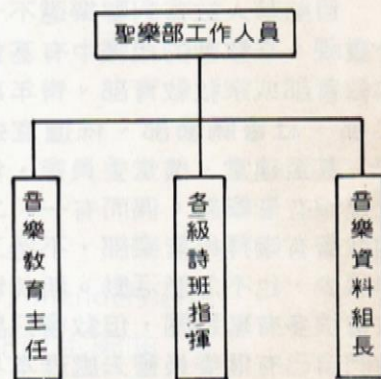 聖樂部工作人員
音樂教育主任
各級詩班指揮
音樂資料組長